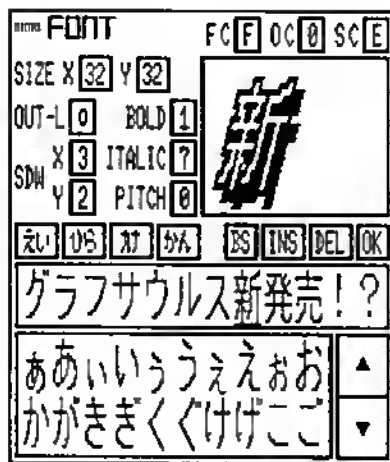 FONT FC F OC 0 SC E
SIZE X 32 Y 32
OUT-L 0 BOLD 1
SDW X 3 ITALIC 7
Y 2 PITCH 0
新
えい ひら カナ かん BS INS DEL OK
グラフサウルス新発売!?
ぁあぃいぅうぇえぉお ▲
かがきぎくぐけげこご ▼